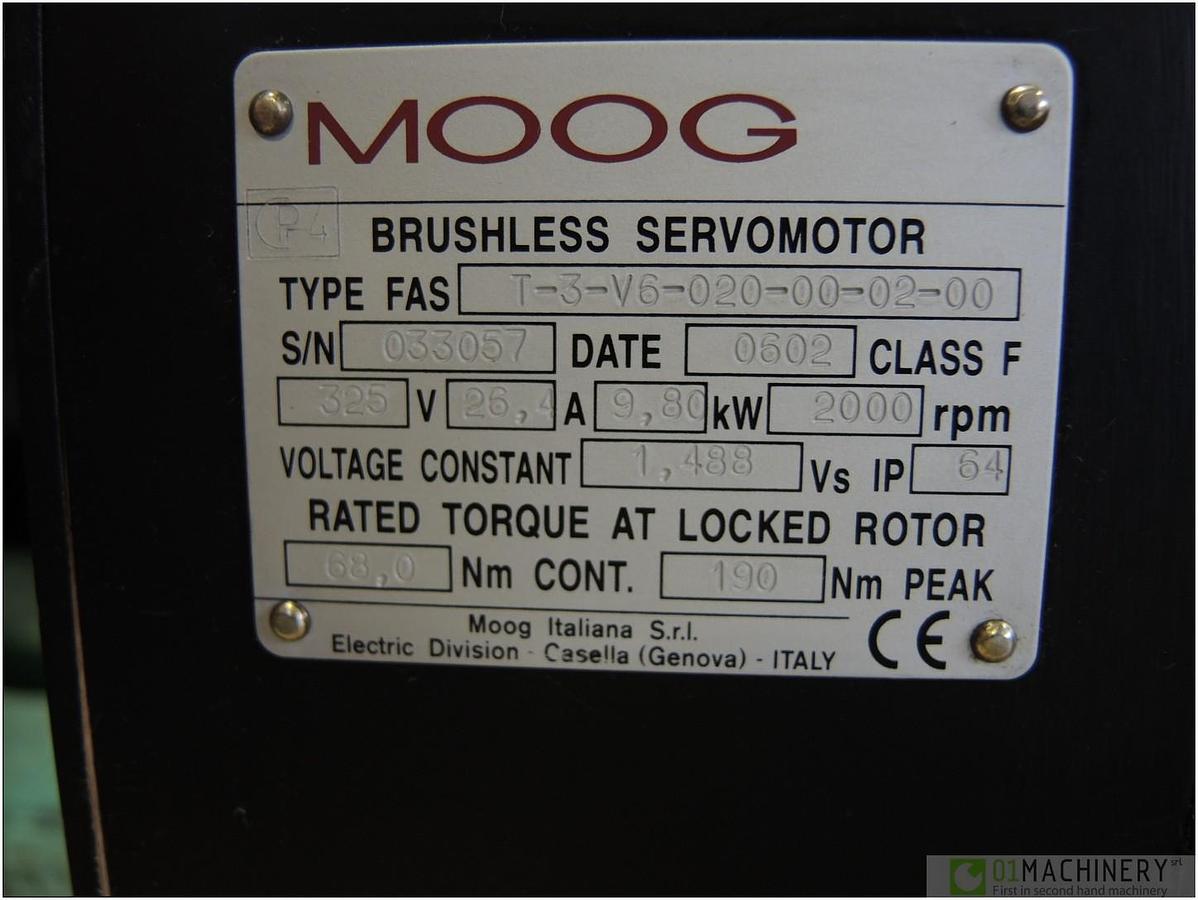 MOOG
BRUSHLESS SERVOMOTOR
TYPE FAS T-3-V6-020-00-02-00
S/N 033057 DATE 0602 CLASS F
325 V 26,4 A 9,80 kW 2000 rpm
VOLTAGE CONSTANT 1,488 Vs IP 64
RATED TORQUE AT LOCKED ROTOR
68,0 Nm CONT. 190 Nm PEAK
Moog Italiana S.r.l.
Electric Division - Casella (Genova) - ITALY
CE
01MACHINERY srl
First in second hand machinery